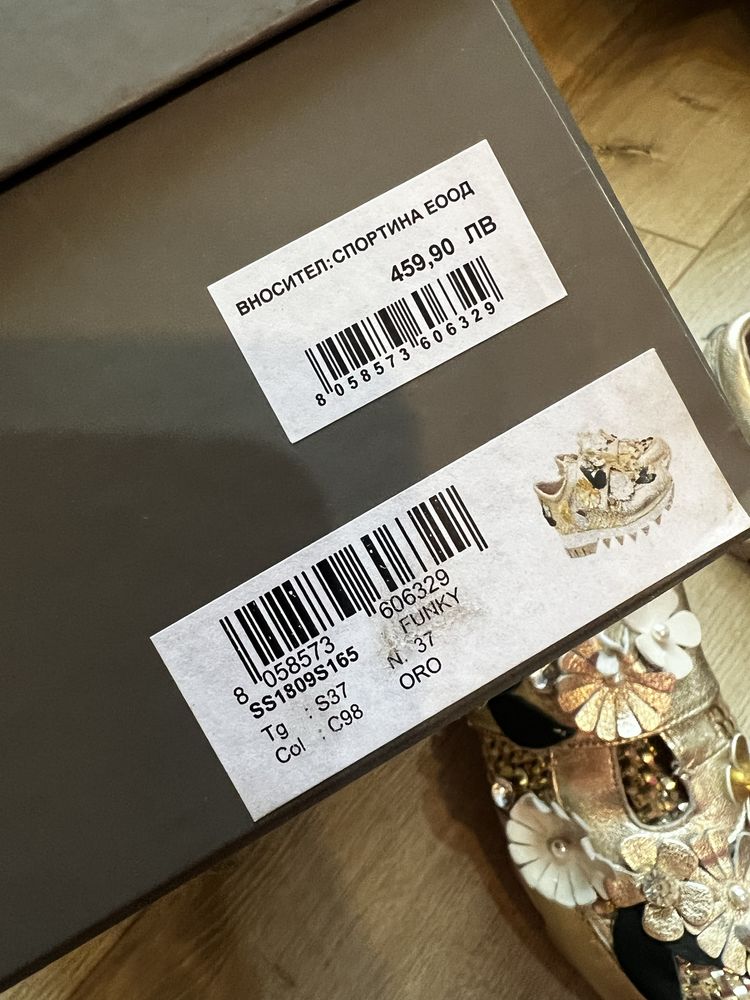 ВНОСИТЕЛ:СПОРТИНА ЕООД
459,90 ЛВ
8 058573 606329
8 058573 606329
SS1809S165 FUNKY
Tg : S37 N. 37
Col : C98 ORO